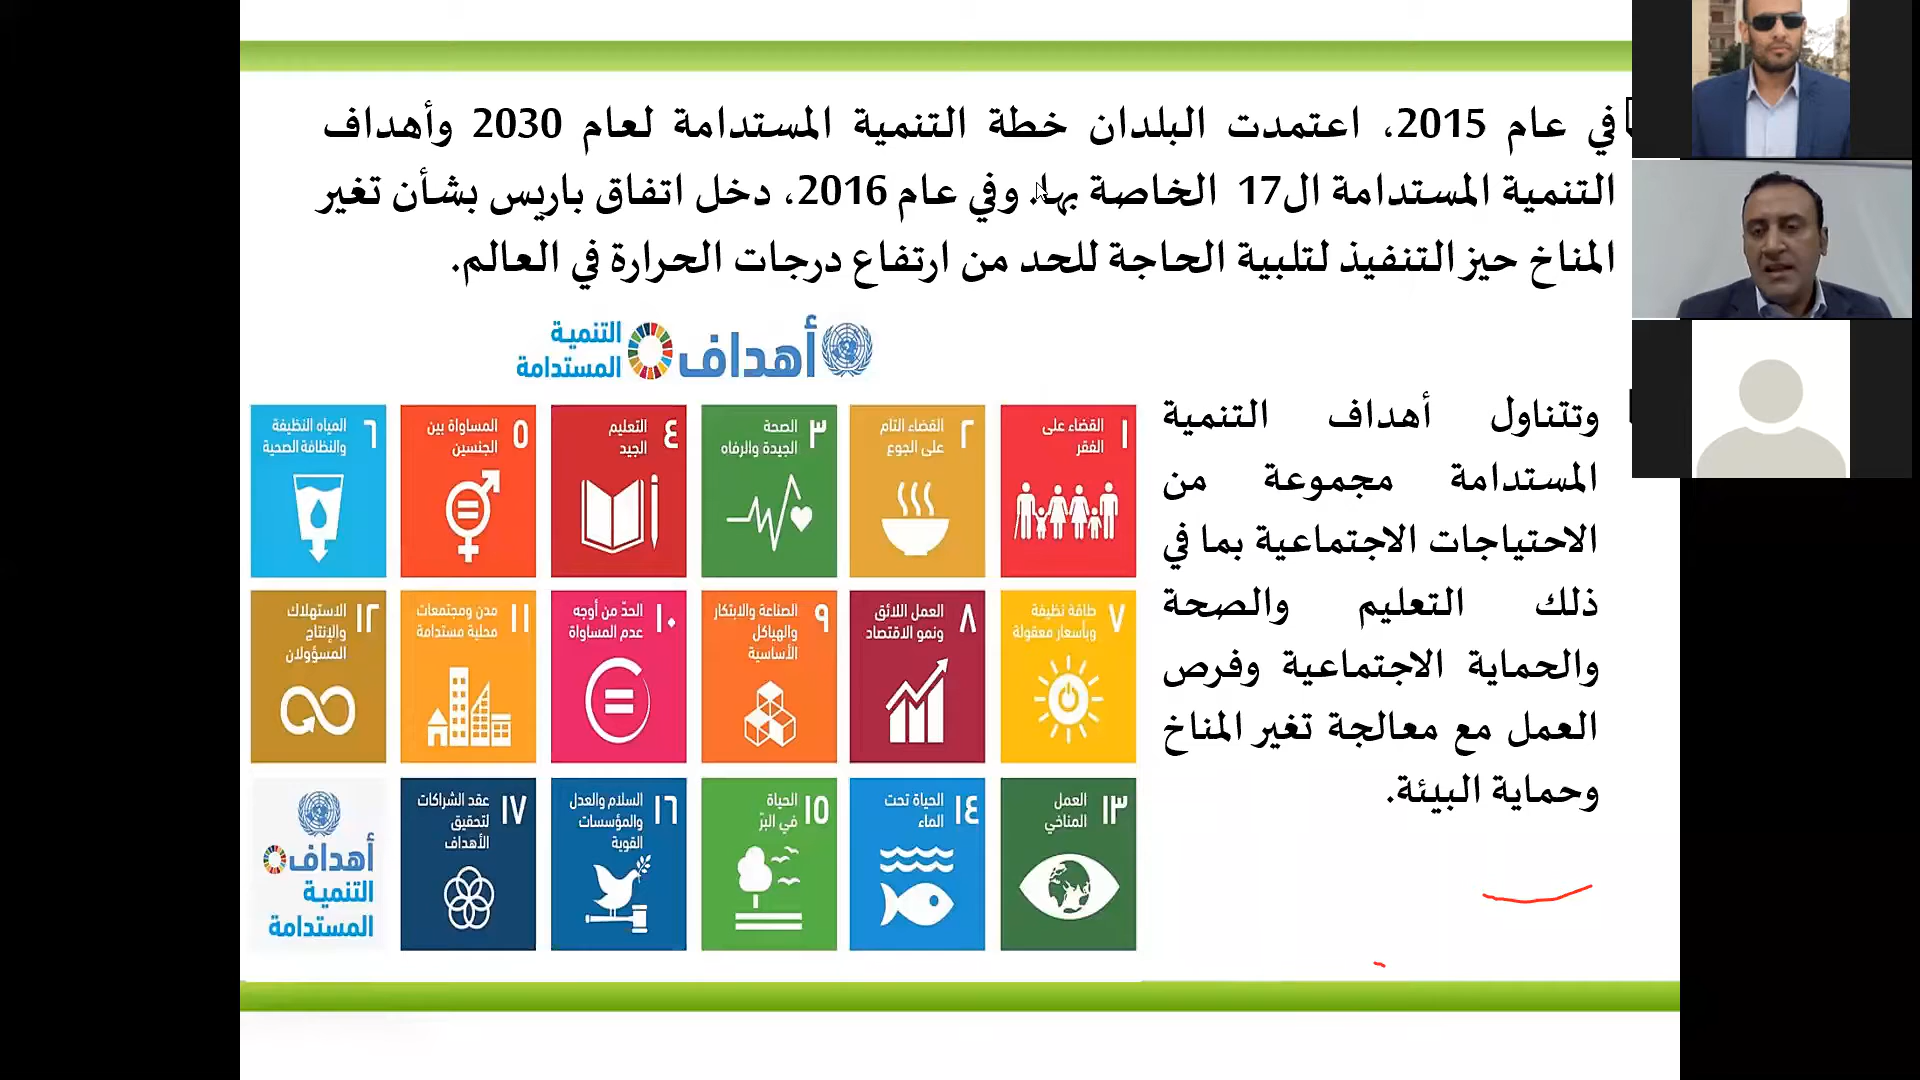 في عام 2015، اعتمدت البلدان خطة التنمية المستدامة لعام 2030 وأهداف
التنمية المستدامة ال17 الخاصة بها. وفي عام 2016، دخل اتفاق باريس بشأن تغير
المناخ حيز التنفيذ لتلبية الحاجة للحد من ارتفاع درجات الحرارة في العالم.
أهداف
التنمية
المستدامة
وتتناول أهداف التنمية
المستدامة مجموعة من
الاحتياجات الاجتماعية بما في
ذلك التعليم والصحة
والحماية الاجتماعية وفرص
العمل مع معالجة تغير المناخ
وحماية البيئة.
١ القضاء على
الفقر
٢ القضاء التام
على الجوع
٣ الصحة
الجيدة والرفاه
٤ التعليم
الجيد
٥ المساواة بين
الجنسين
٦ المياه النظيفة
والنظافة الصحية
٧ طاقة نظيفة
وبأسعار معقولة
٨ العمل اللائق
ونمو الاقتصاد
٩ الصناعة والابتكار
والهياكل
الأساسية
١٠ الحدّ من أوجه
عدم المساواة
١١ مدن ومجتمعات
محلية مستدامة
١٢ الاستهلاك
والإنتاج
المسؤولان
١٣ العمل
المناخي
١٤ الحياة تحت
الماء
١٥ الحياة
في البرّ
١٦ السلام والعدل
والمؤسسات
القوية
١٧ عقد الشراكات
لتحقيق
الأهداف
أهداف
التنمية
المستدامة